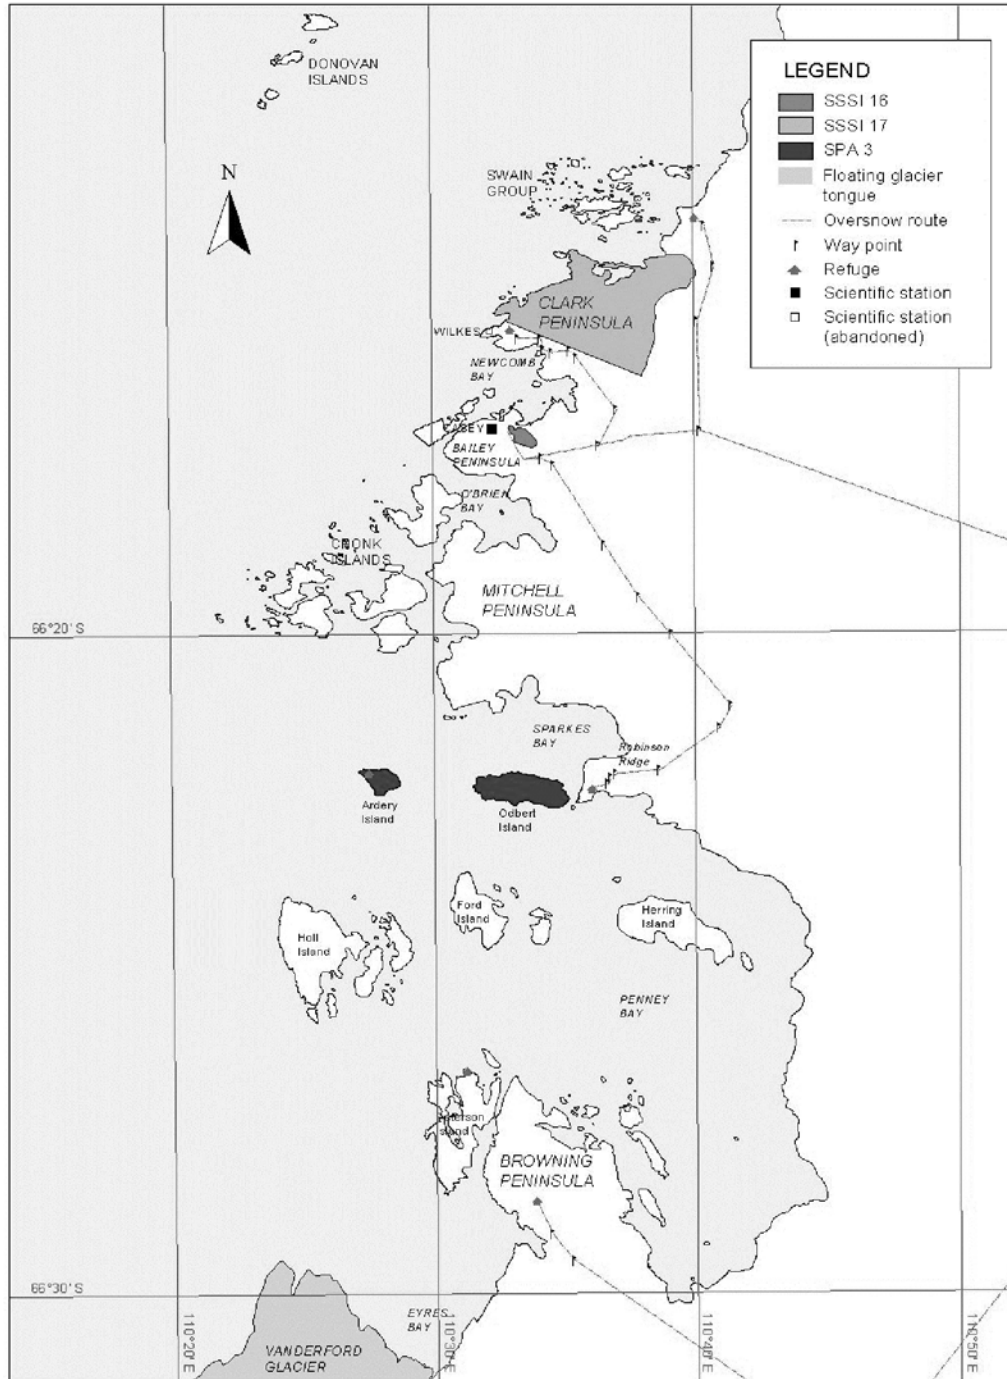 DONOVAN
ISLANDS
LEGEND
SSSI 16
SSSI 17
SPA 3
Floating glacier
tongue
Oversnow route
Way point
Refuge
Scientific station
Scientific station
(abandoned)
N
SWAIN
GROUP
CLARK
PENINSULA
WILKES
NEWCOMB
BAY
CASEY
BAILEY
PENINSULA
O'BRIEN
BAY
CRONK
ISLANDS
MITCHELL
PENINSULA
66°20' S
SPARKES
BAY
Robinson
Ridge
Ardery
Island
Odbert
Island
Ford
Island
Herring
Island
Holl
Island
PENNEY
BAY
Island
BROWNING
PENINSULA
66°30' S
EYRES
BAY
VANDERFORD
GLACIER
110°20' E
110°30' E
110°40' E
110°50' E